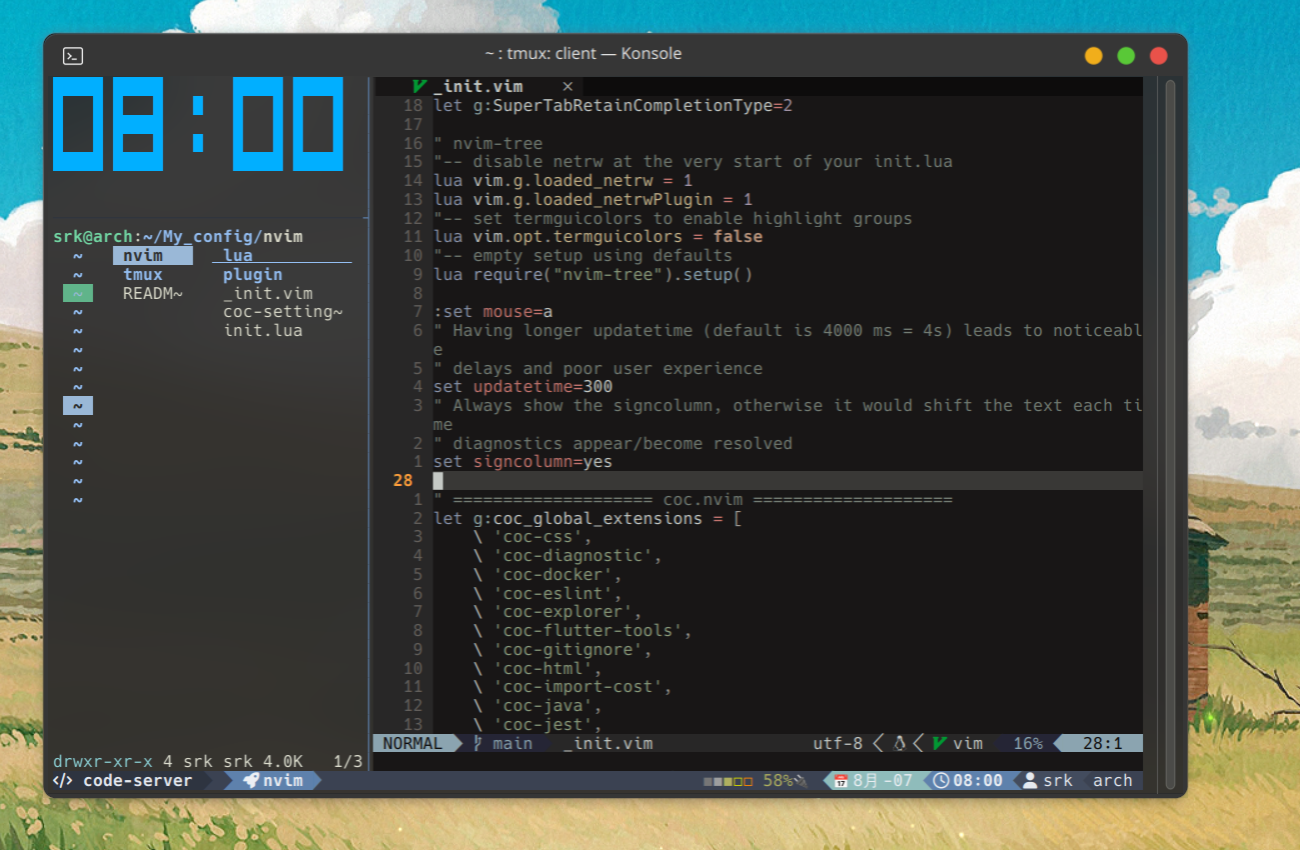 ~ : tmux: client — Konsole
08:00
srk@arch:~/My_config/nvim
~ nvim lua
~ tmux plugin
~ READM~ _init.vim
~ coc-setting~
~ init.lua
~
~
~
~
~
~
~
~
~
drwxr-xr-x 4 srk srk 4.0K 1/3
_init.vim ×
18 let g:SuperTabRetainCompletionType=2
17
16 " nvim-tree
15 "-- disable netrw at the very start of your init.lua
14 lua vim.g.loaded_netrw = 1
13 lua vim.g.loaded_netrwPlugin = 1
12 "-- set termguicolors to enable highlight groups
11 lua vim.opt.termguicolors = false
10 "-- empty setup using defaults
9 lua require("nvim-tree").setup()
8
7 :set mouse=a
6 " Having longer updatetime (default is 4000 ms = 4s) leads to noticeabl
e
5 " delays and poor user experience
4 set updatetime=300
3 " Always show the signcolumn, otherwise it would shift the text each ti
me
2 " diagnostics appear/become resolved
1 set signcolumn=yes
28
1 " ==================== coc.nvim ====================
2 let g:coc_global_extensions = [
3 \ 'coc-css',
4 \ 'coc-diagnostic',
5 \ 'coc-docker',
6 \ 'coc-eslint',
7 \ 'coc-explorer',
8 \ 'coc-flutter-tools',
9 \ 'coc-gitignore',
10 \ 'coc-html',
11 \ 'coc-import-cost',
12 \ 'coc-java',
13 \ 'coc-jest',
NORMAL main _init.vim utf-8 vim 16% 28:1
</> code-server nvim 58% 8月 -07 08:00 srk arch